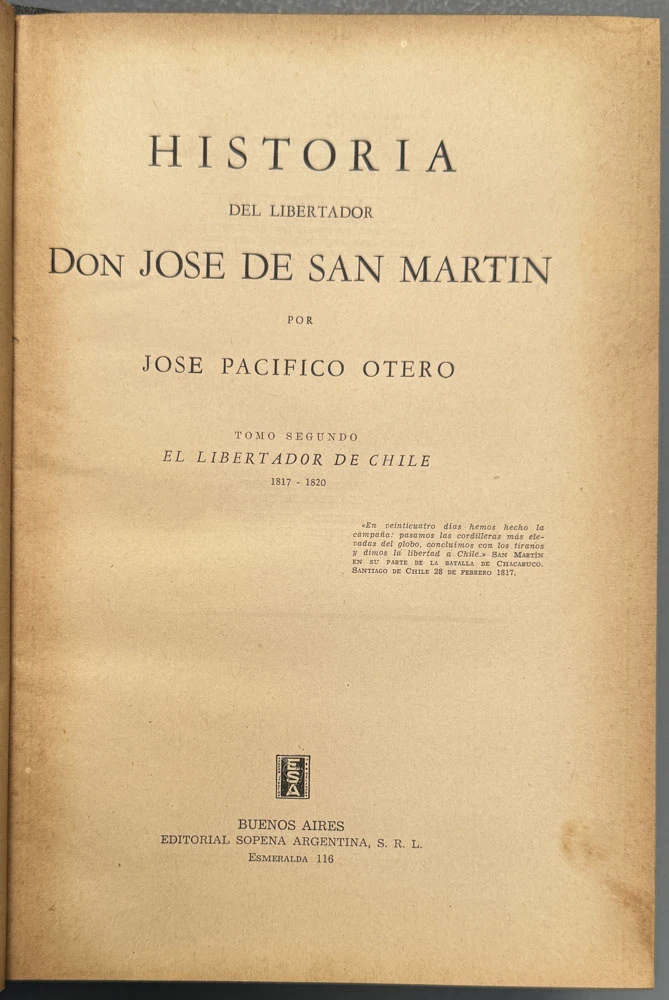 HISTORIA
DEL LIBERTADOR
DON JOSE DE SAN MARTIN
POR
JOSE PACIFICO OTERO
TOMO SEGUNDO
EL LIBERTADOR DE CHILE
1817 - 1820
«En veinticuatro días hemos hecho la
campaña; pasamos las cordilleras más ele-
vadas del globo, concluimos con los tiranos
y dimos la libertad a Chile.» SAN MARTÍN
EN SU PARTE DE LA BATALLA DE CHACABUCO.
SANTIAGO DE CHILE 28 DE FEBRERO 1817.
ESA
BUENOS AIRES
EDITORIAL SOPENA ARGENTINA, S. R. L.
ESMERALDA 116